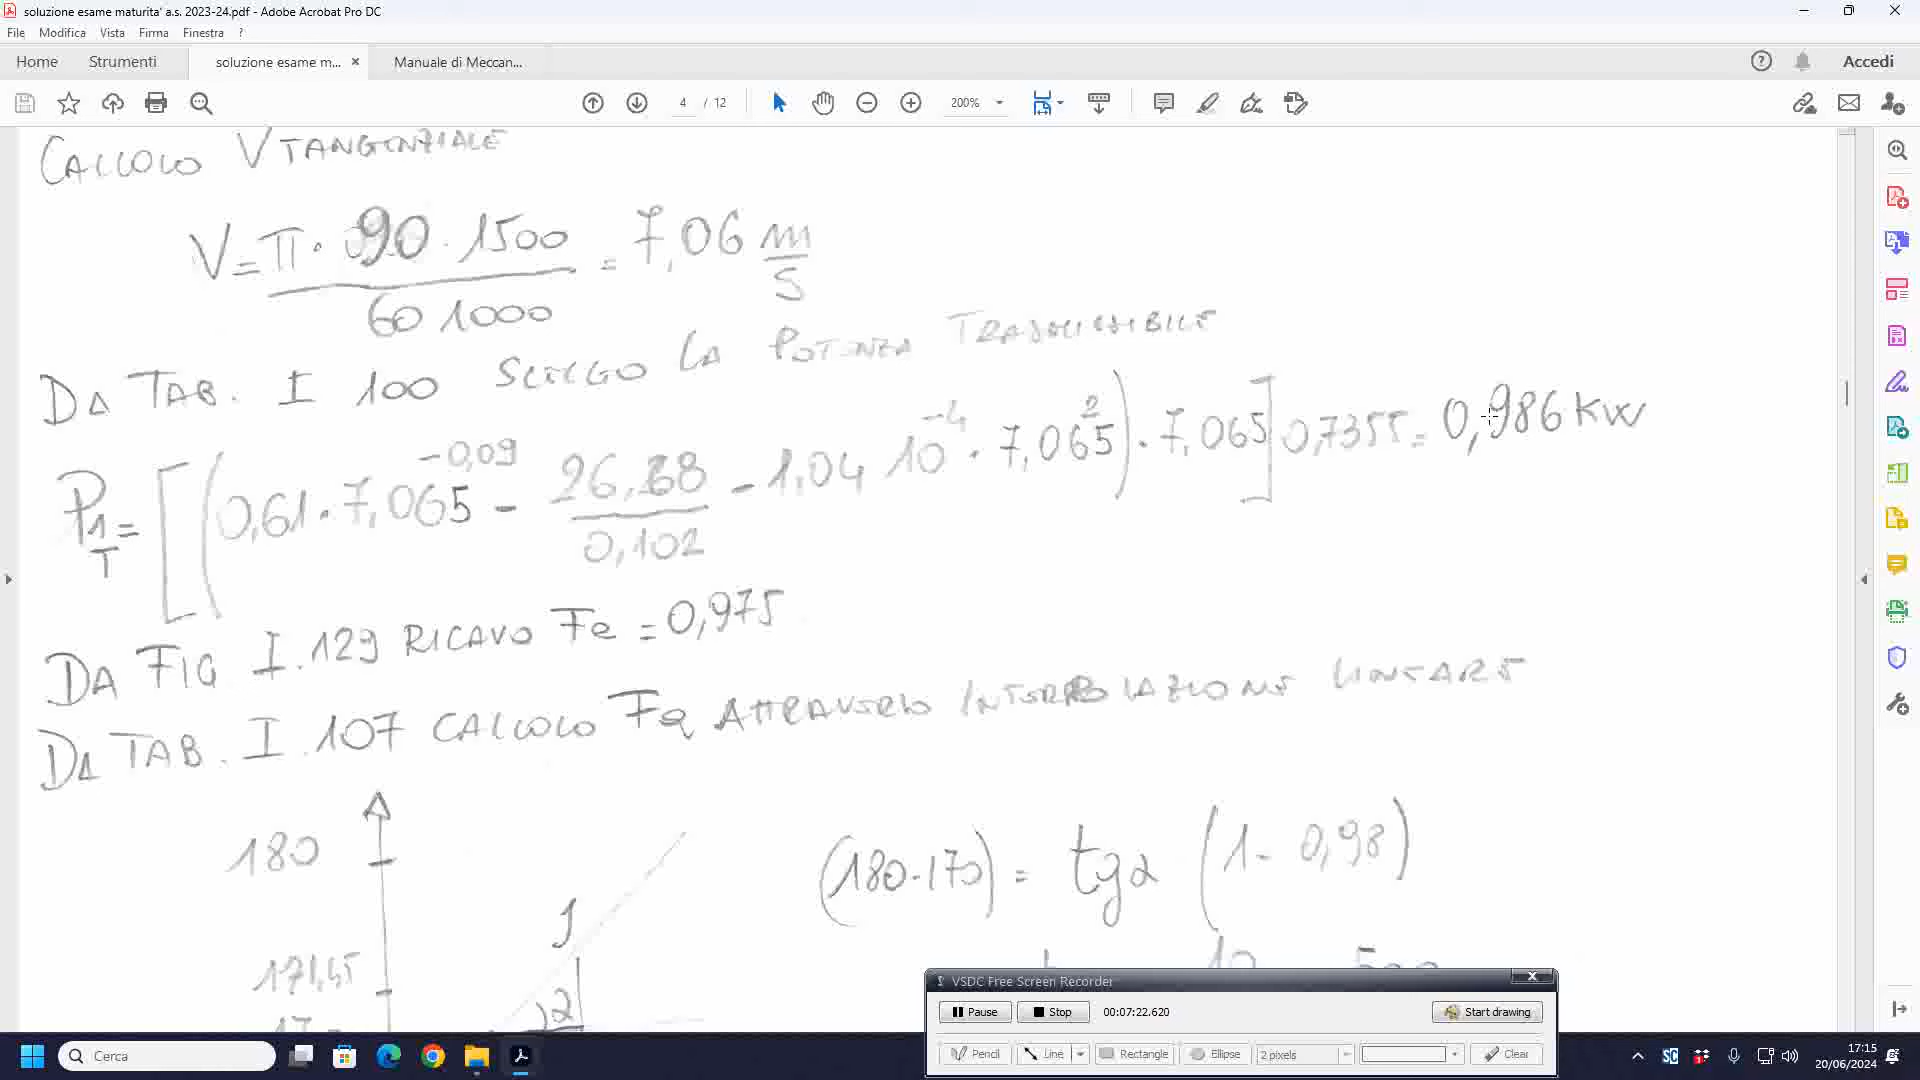 soluzione esame maturita' a.s. 2023-24.pdf - Adobe Acrobat Pro DC
File Modifica Vista Firma Finestra ?
Home Strumenti soluzione esame m... × Manuale di Meccan... Accedi
4 / 12 200%
CALCOLO V TANGENZIALE
V = π · 90 · 1500 / 60 1000 = 7,06 m/s
DA TAB. I 100 SCELGO LA POTENZA TRASMISSIBILE
P1T = [(0,61 · 7,065^-0,09 - 26,68/0,102 - 1,04 10^-4 · 7,065^2) · 7,065] 0,7355 = 0,986 KW
DA FIG I.129 RICAVO Fe = 0,975
DA TAB. I.107 CALCOLO Fα ATTRAVERSO INTERPOLAZIONE LINEARE
180
(180-170) = tgα (1 - 0,98)
171,45
VSDC Free Screen Recorder
Pause Stop 00:07:22.620 Start drawing
Pencil Line Rectangle Ellipse 2 pixels Clear
Cerca
17:15
20/06/2024